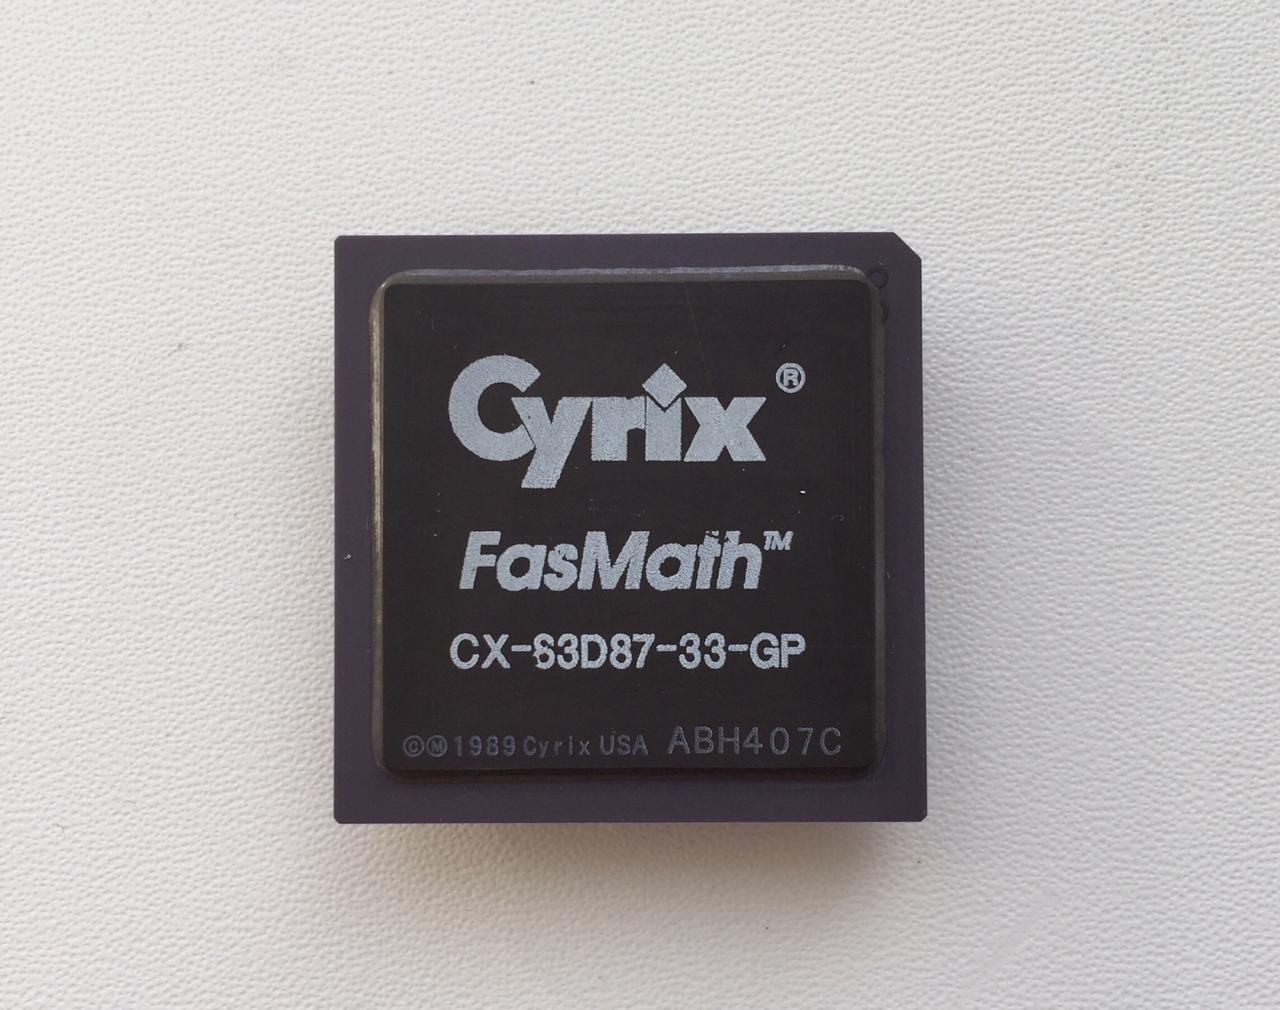 Cyrix®
FasMath™
CX-83D87-33-GP
©Ⓜ1989 Cyrix USA ABH407C